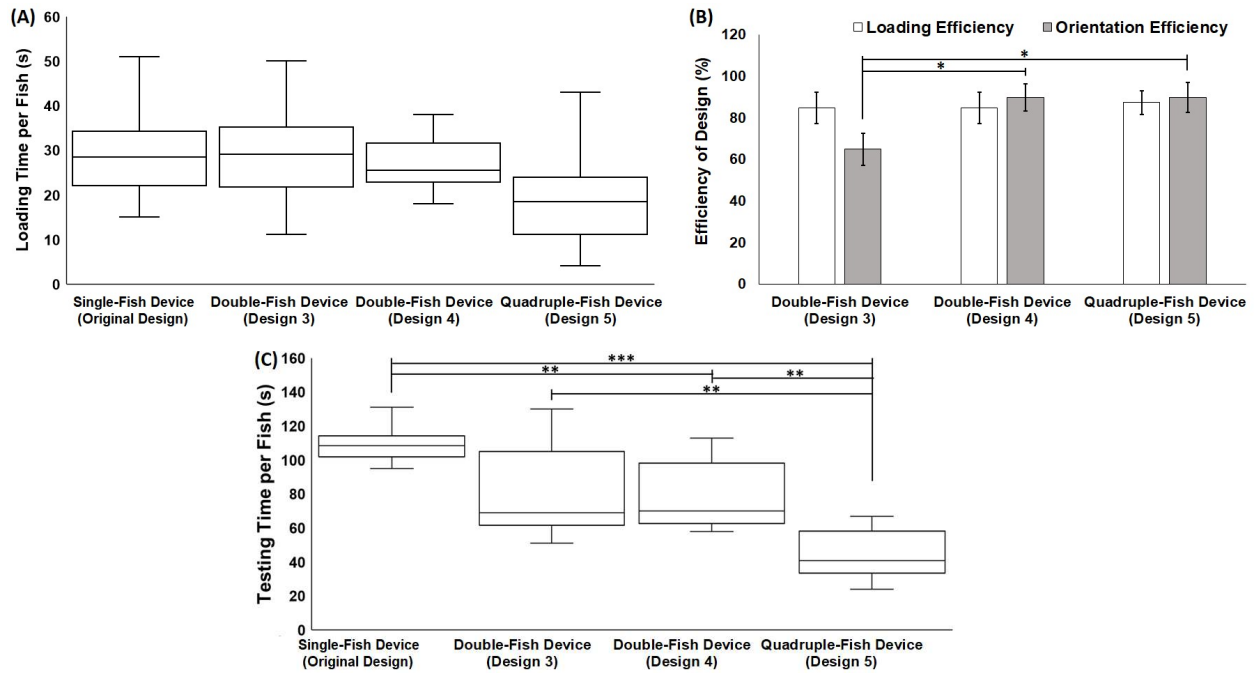 (A)
Loading Time per Fish (s)
60
50
40
30
20
10
0
Single-Fish Device Double-Fish Device Double-Fish Device Quadruple-Fish Device
(Original Design) (Design 3) (Design 4) (Design 5)
(B)
Loading Efficiency Orientation Efficiency
Efficiency of Design (%)
120
100
80
60
40
20
0
* *
Double-Fish Device Double-Fish Device Quadruple-Fish Device
(Design 3) (Design 4) (Design 5)
(C)
Testing Time per Fish (s)
160
140
120
100
80
60
40
20
0
***
** **
**
Single-Fish Device Double-Fish Device Double-Fish Device Quadruple-Fish Device
(Original Design) (Design 3) (Design 4) (Design 5)